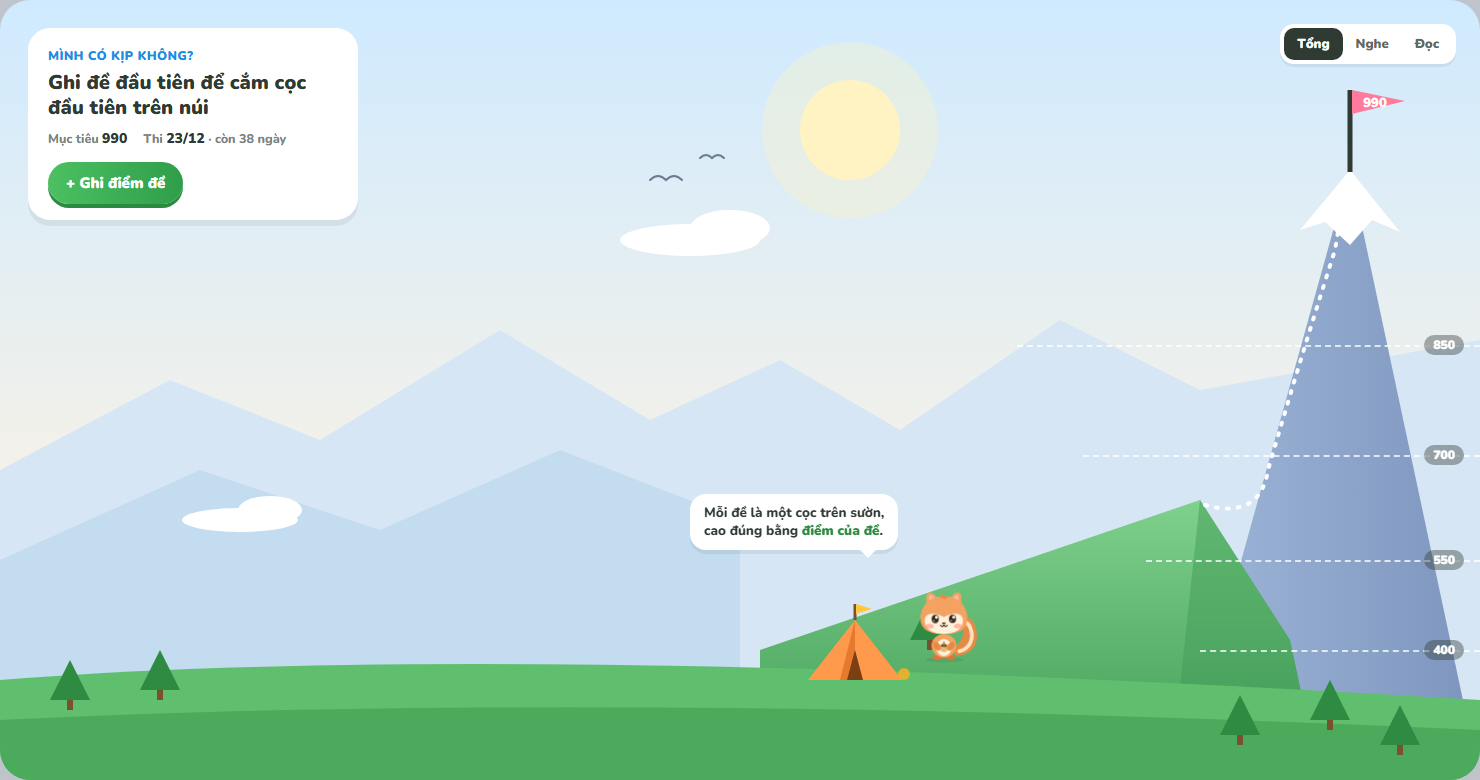 MÌNH CÓ KỊP KHÔNG?
Ghi đề đầu tiên để cắm cọc
đầu tiên trên núi
Mục tiêu 990 Thi 23/12 · còn 38 ngày
+ Ghi điểm đề
Tổng Nghe Đọc
990
850
700
Mỗi đề là một cọc trên sườn,
cao đúng bằng điểm của đề.
550
400